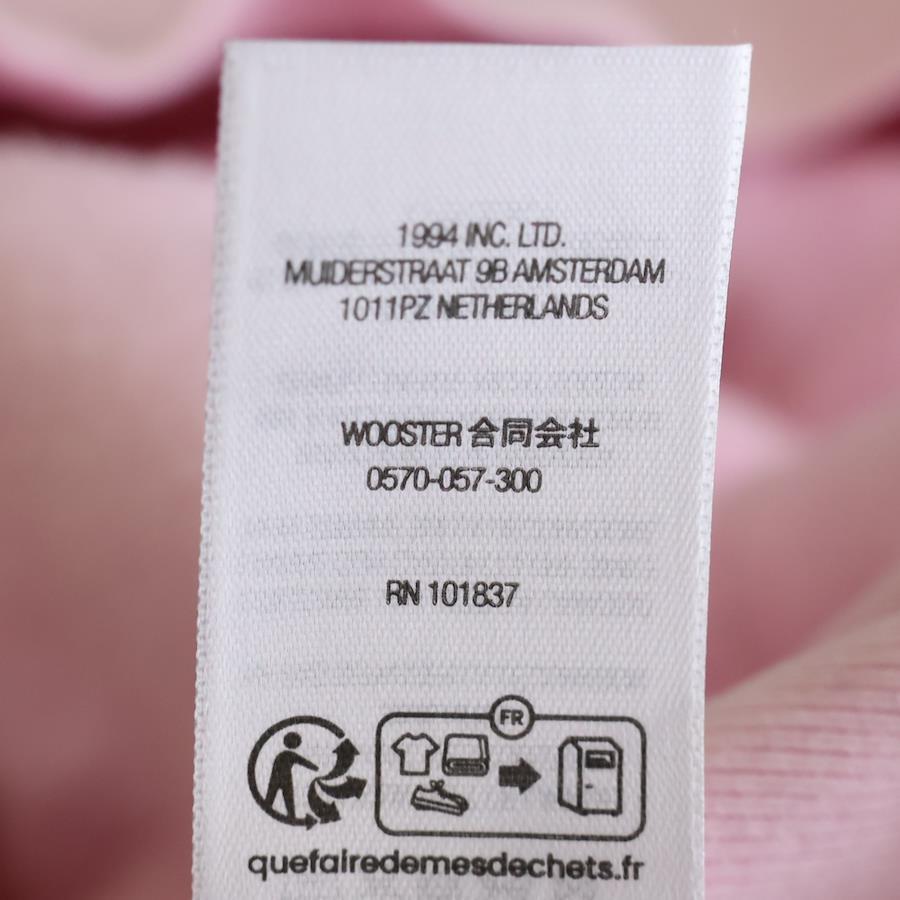 1994 INC. LTD.
MUIDERSTRAAT 9B AMSTERDAM
1011PZ NETHERLANDS
WOOSTER 合同会社
0570-057-300
RN 101837
FR
quefairedemesdechets.fr